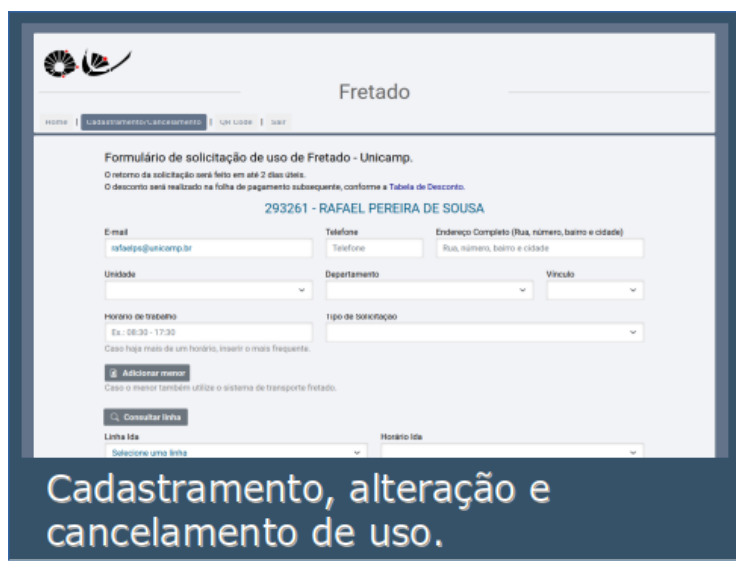 Fretado
Home | Cadastramento/Cancelamento | QR Code | Sair
Formulário de solicitação de uso de Fretado - Unicamp.
O retorno da solicitação será feito em até 2 dias úteis.
O desconto será realizado na folha de pagamento subsequente, conforme a Tabela de Desconto.
293261 - RAFAEL PEREIRA DE SOUSA
E-mail Telefone Endereço Completo (Rua, número, bairro e cidade)
rafaelps@unicamp.br Telefone Rua, número, bairro e cidade
Unidade Departamento Vínculo
Horário de trabalho Tipo de Solicitação
Ex.: 08:30 - 17:30
Caso haja mais de um horário, inserir o mais frequente.
Adicionar menor
Caso o menor também utilize o sistema de transporte fretado.
Consultar linha
Linha Ida Horário Ida
Selecione uma linha
Cadastramento, alteração e
cancelamento de uso.